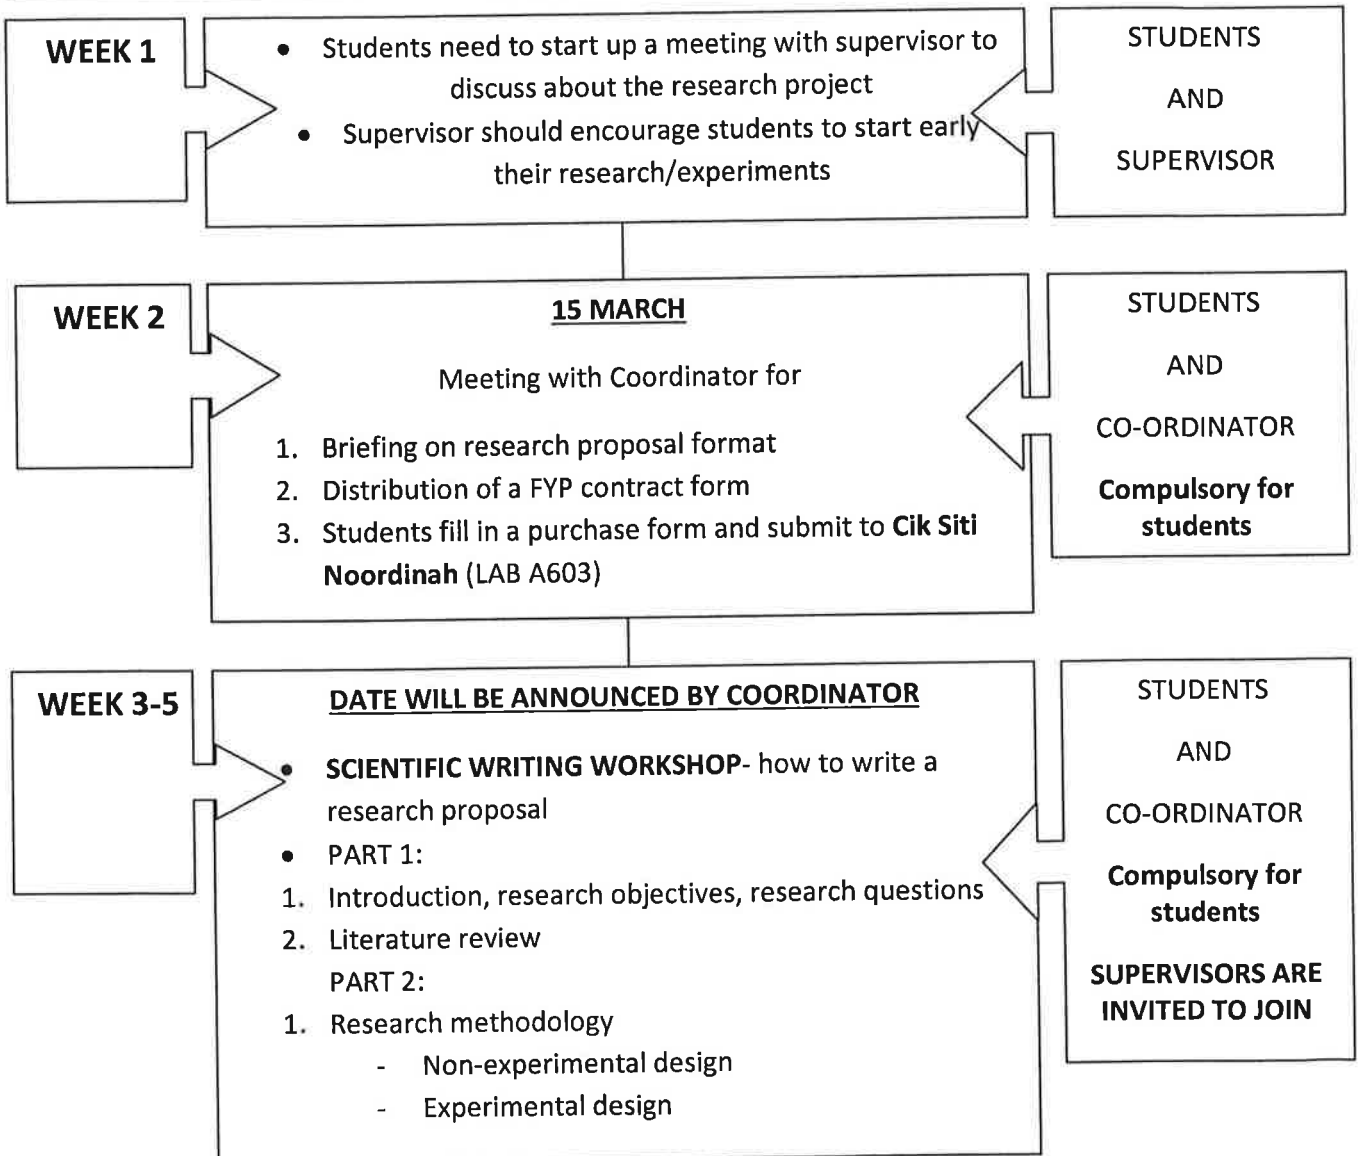 WEEK 1
• Students need to start up a meeting with supervisor to
discuss about the research project
• Supervisor should encourage students to start early
their research/experiments
STUDENTS
AND
SUPERVISOR
WEEK 2
15 MARCH
Meeting with Coordinator for
1. Briefing on research proposal format
2. Distribution of a FYP contract form
3. Students fill in a purchase form and submit to Cik Siti
Noordinah (LAB A603)
STUDENTS
AND
CO-ORDINATOR
Compulsory for
students
WEEK 3-5
DATE WILL BE ANNOUNCED BY COORDINATOR
• SCIENTIFIC WRITING WORKSHOP- how to write a
research proposal
• PART 1:
1. Introduction, research objectives, research questions
2. Literature review
PART 2:
1. Research methodology
- Non-experimental design
- Experimental design
STUDENTS
AND
CO-ORDINATOR
Compulsory for
students
SUPERVISORS ARE
INVITED TO JOIN